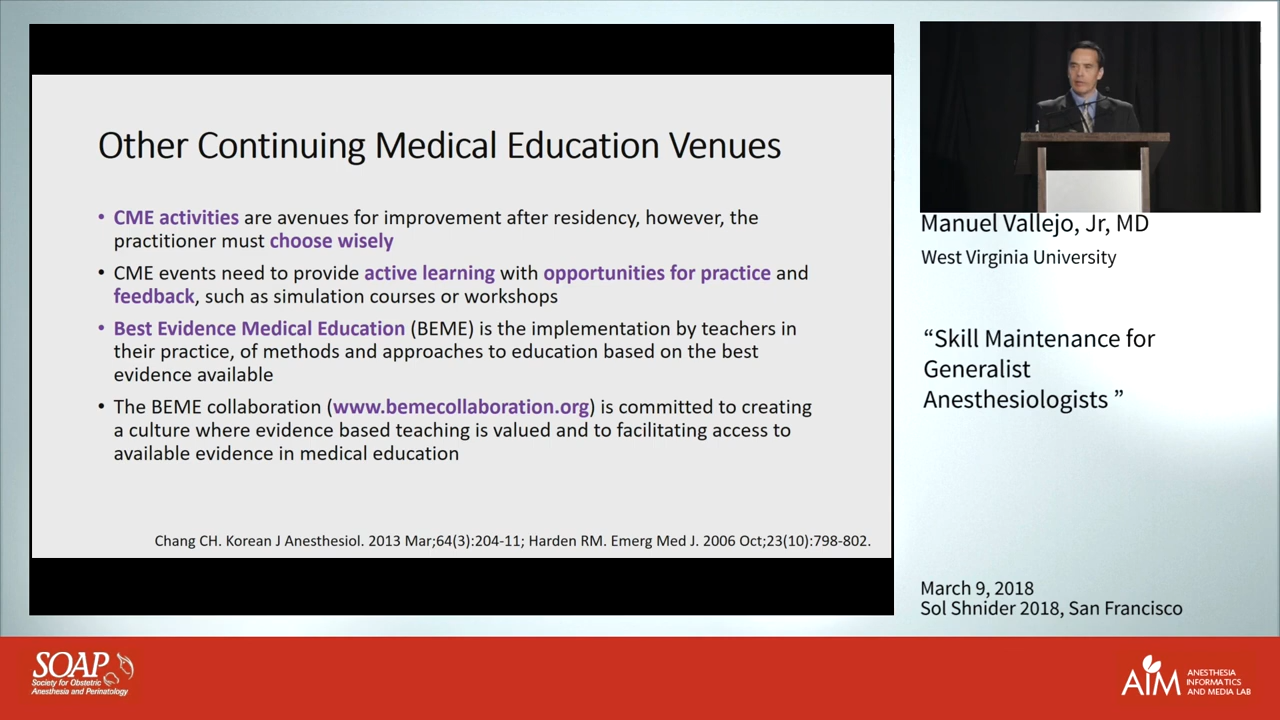 Other Continuing Medical Education Venues
• CME activities are avenues for improvement after residency, however, the
practitioner must choose wisely
• CME events need to provide active learning with opportunities for practice and
feedback, such as simulation courses or workshops
• Best Evidence Medical Education (BEME) is the implementation by teachers in
their practice, of methods and approaches to education based on the best
evidence available
• The BEME collaboration (www.bemecollaboration.org) is committed to creating
a culture where evidence based teaching is valued and to facilitating access to
available evidence in medical education
Chang CH. Korean J Anesthesiol. 2013 Mar;64(3):204-11; Harden RM. Emerg Med J. 2006 Oct;23(10):798-802.
Manuel Vallejo, Jr, MD
West Virginia University
“Skill Maintenance for
Generalist
Anesthesiologists ”
March 9, 2018
Sol Shnider 2018, San Francisco
SOAP
Society for Obstetric
Anesthesia and Perinatology
AIM
ANESTHESIA
INFORMATICS
AND MEDIA LAB